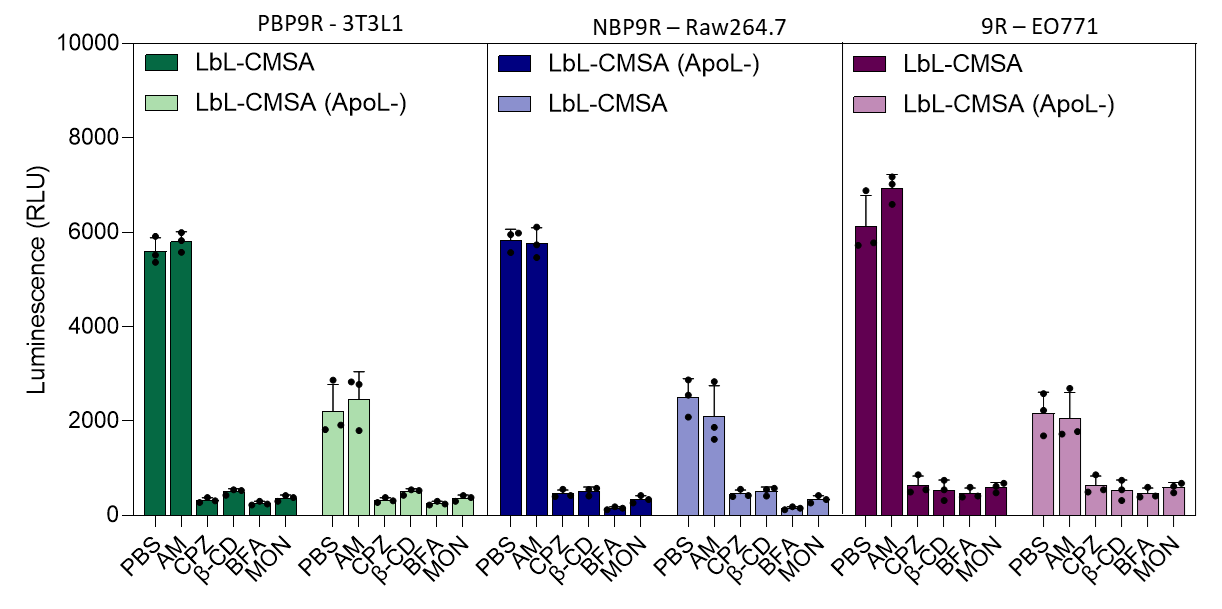 PBP9R - 3T3L1
NBP9R – Raw264.7
9R – EO771
Luminescence (RLU)
10000
8000
6000
4000
2000
0
LbL-CMSA
LbL-CMSA (ApoL-)
LbL-CMSA (ApoL-)
LbL-CMSA
LbL-CMSA
LbL-CMSA (ApoL-)
PBS
AM
CPZ
β-CD
BFA
MON
PBS
AM
CPZ
β-CD
BFA
MON
PBS
AM
CPZ
β-CD
BFA
MON
PBS
AM
CPZ
β-CD
BFA
MON
PBS
AM
CPZ
β-CD
BFA
MON
PBS
AM
CPZ
β-CD
BFA
MON